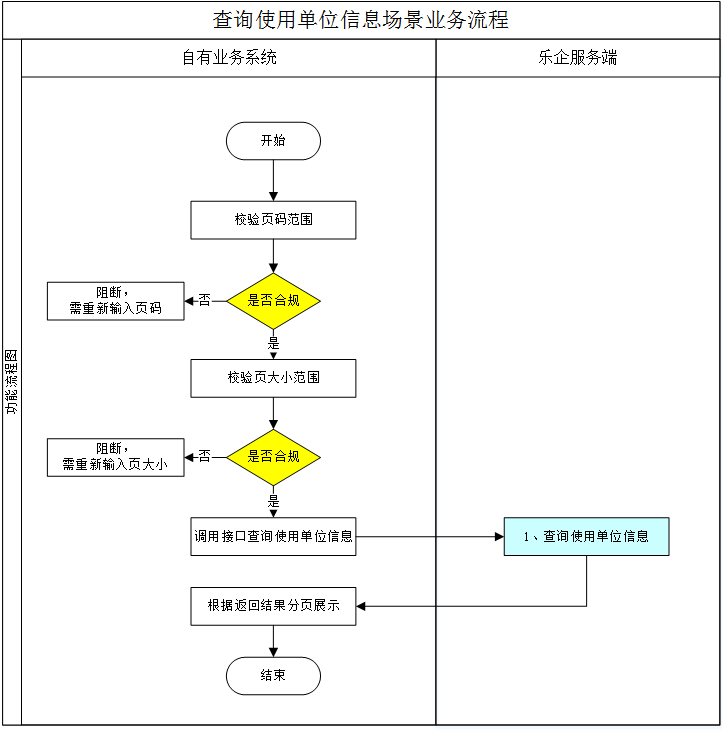 查询使用单位信息场景业务流程
自有业务系统
乐企服务端
功能流程图
开始
校验页码范围
是否合规
否
阻断，
需重新输入页码
是
校验页大小范围
是否合规
否
阻断，
需重新输入页大小
是
调用接口查询使用单位信息
1、查询使用单位信息
根据返回结果分页展示
结束